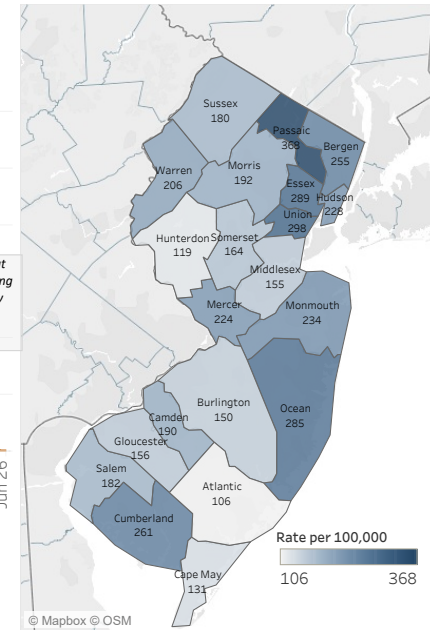 Sussex
180
Passaic
368
Bergen
255
Warren
206
Morris
192
Essex
289
Hudson
228
Union
298
Hunterdon
119
Somerset
164
Middlesex
155
Mercer
224
Monmouth
234
Burlington
150
Ocean
285
Camden
190
Gloucester
156
Salem
182
Atlantic
106
Cumberland
261
Cape May
131
Rate per 100,000
106 368
© Mapbox © OSM
Jun 26